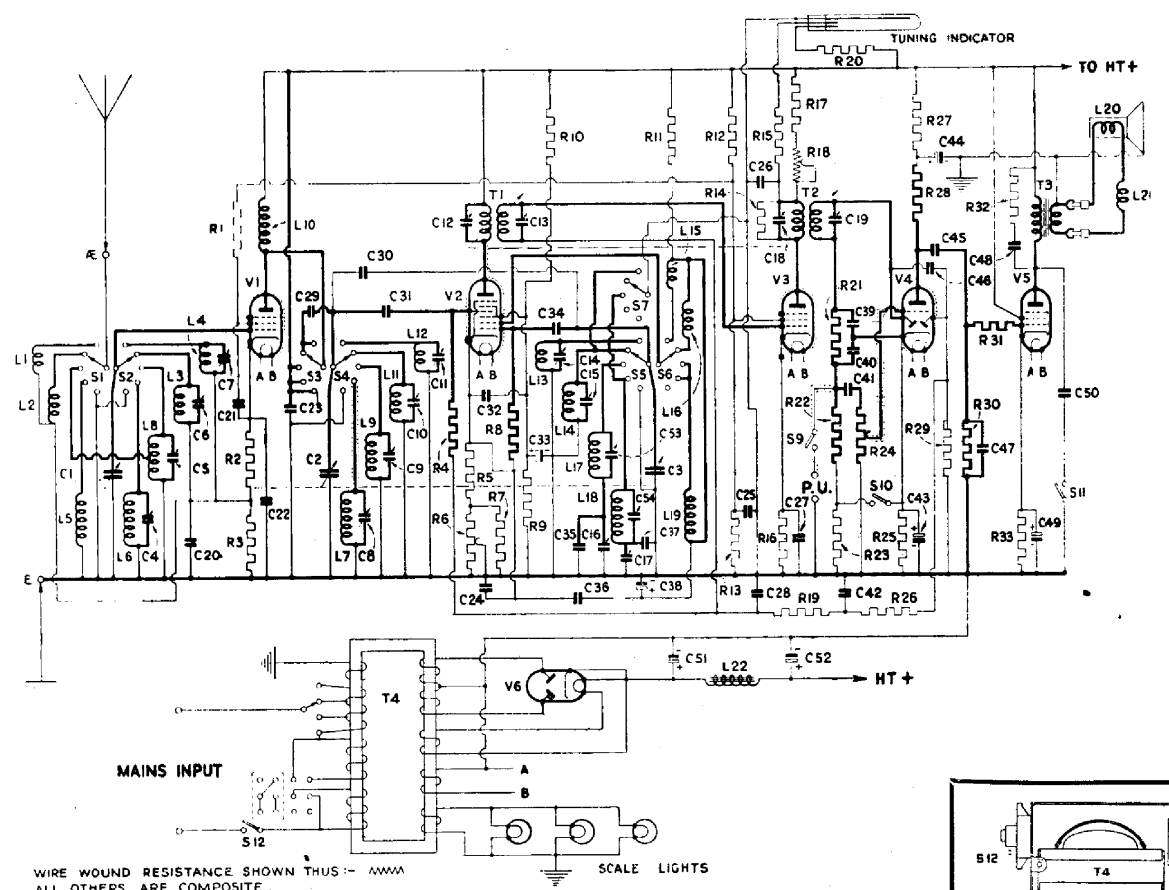 TUNING INDICATOR
R20
TO HT+
R17
R27
L20
R10
R11
R12
R15
C44
R18
C26
T1
R14
T2
R28
T3
R32
L21
R1
L10
C12
C13
C19
L15
C45
Æ
C30
C18
C48
C46
V1
V2
S7
V3
R21
V4
V5
C29
C31
C34
C39
L4
L12
R31
L1
S1
S2
L3
C7
A B
S3
S4
L11
C11
A B
L13
C14
C15
S5
S6
A B
C40
A B
A B
L2
C21
C23
C32
L16
C41
C50
C6
C10
R8
L14
R22
R30
L8
L9
R4
C33
C53
S9
R24
R29
C1
R2
C2
L17
C3
C47
C5
C9
R5
P.U.
S10
S11
L5
C22
L18
C54
L19
C25
C27
C43
C49
L6
C4
C20
R3
L7
C8
R6
R7
R9
C35
C16
C17
C37
R16
R23
R25
R33
E
C24
C36
C38
R13
C28
R19
C42
R26
C51
L22
C52
V6
HT+
T4
MAINS INPUT
A
B
S12
SCALE LIGHTS
WIRE WOUND RESISTANCE SHOWN THUS:-
ALL OTHERS ARE COMPOSITE
S12
T4